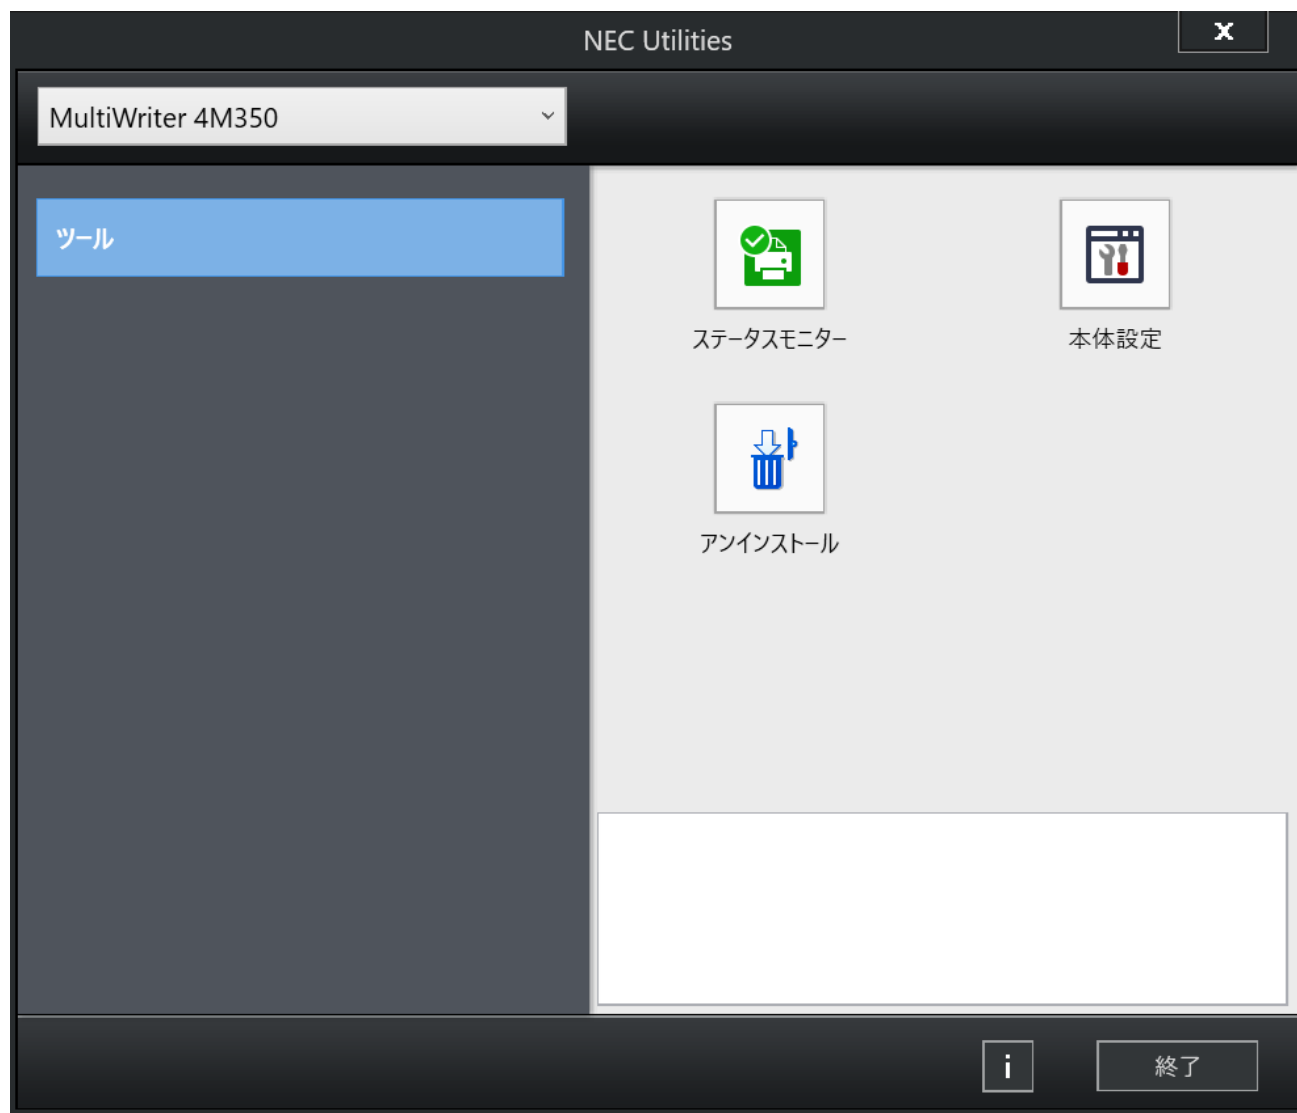 NEC Utilities
x
MultiWriter 4M350
ツール
ステータスモニター
本体設定
アンインストール
i
終了